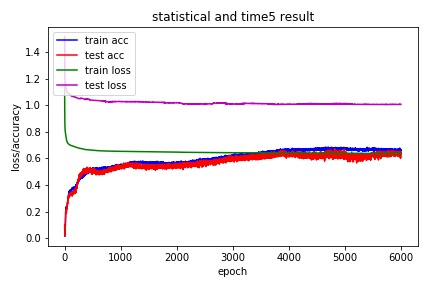 statistical and time5 result
train acc
test acc
train loss
test loss
loss/accuracy
1.4
1.2
1.0
0.8
0.6
0.4
0.2
0.0
0 1000 2000 3000 4000 5000 6000
epoch